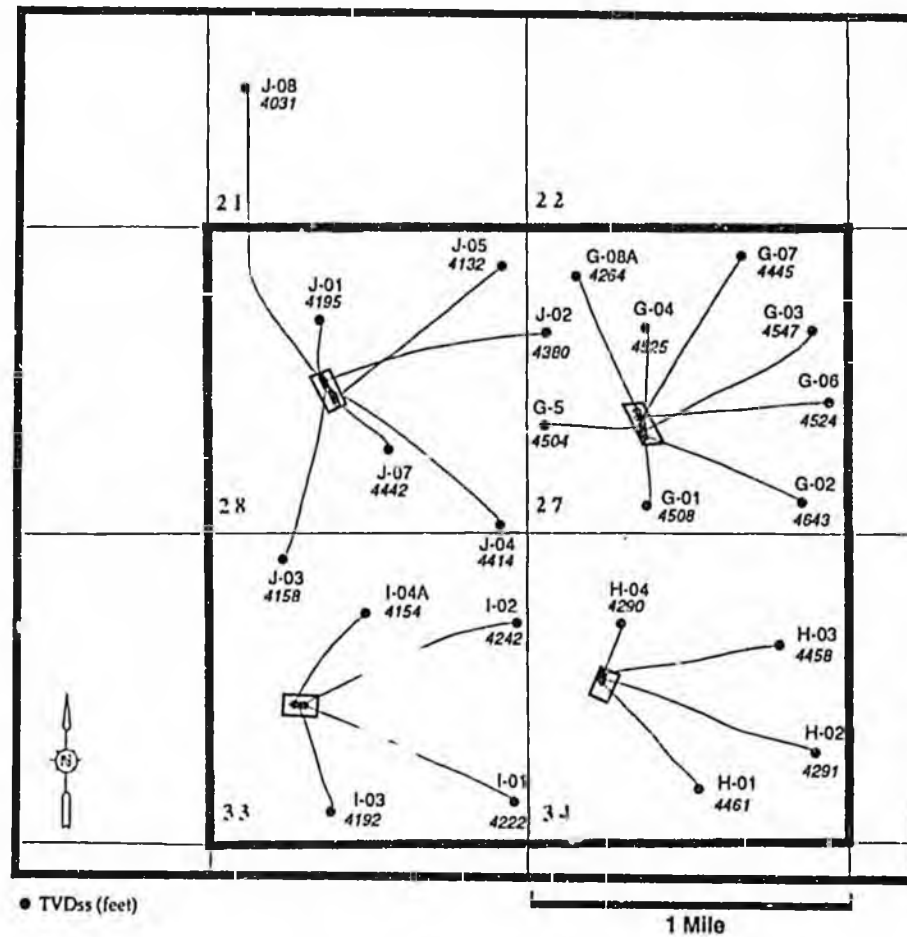 J-08
4031
21
22
J-05
4132
G-08A
4264
G-07
4445
J-01
4195
G-04
4525
G-03
4547
J-02
4380
G-06
4524
G-5
4504
J-07
4442
G-01
4508
G-02
4643
28
27
J-04
4414
J-03
4158
I-04A
4154
I-02
4242
H-04
4290
H-03
4458
N
H-02
4291
I-03
4192
I-01
4222
H-01
4461
33
34
TVDss (feet)
1 Mile